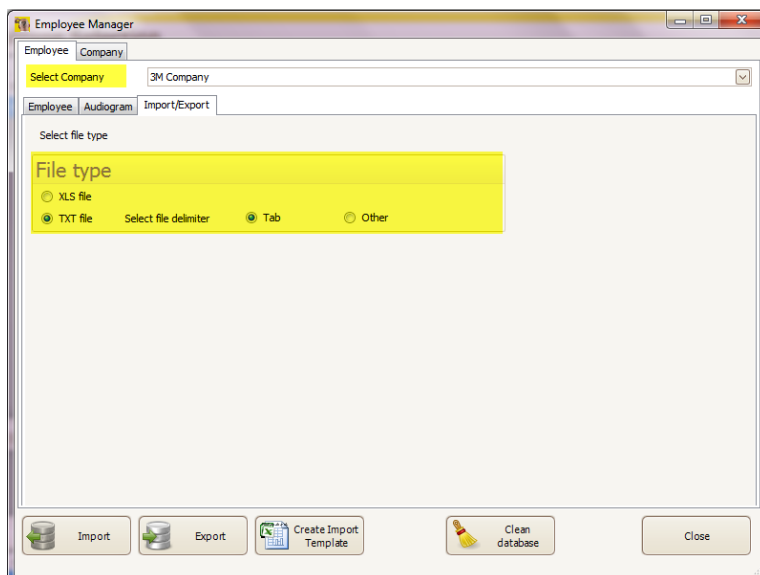 Employee Manager
Employee Company
Select Company 3M Company
Employee Audiogram Import/Export
Select file type
File type
XLS file
TXT file Select file delimiter Tab Other
Import Export Create Import Template Clean database Close